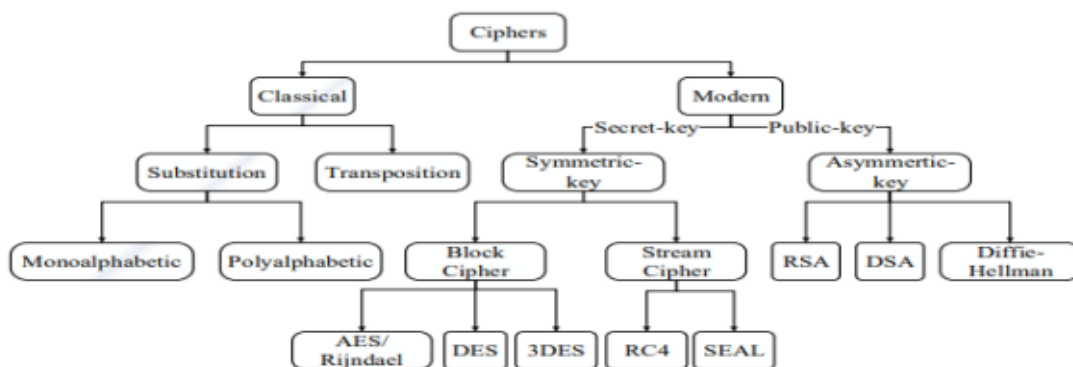 Ciphers
Classical
Modern
Secret-key
Public-key
Substitution
Transposition
Symmetric-
key
Asymmertic-
key
Monoalphabetic
Polyalphabetic
Block
Cipher
Stream
Cipher
RSA
DSA
Diffie-
Hellman
AES/
Rijndael
DES
3DES
RC4
SEAL